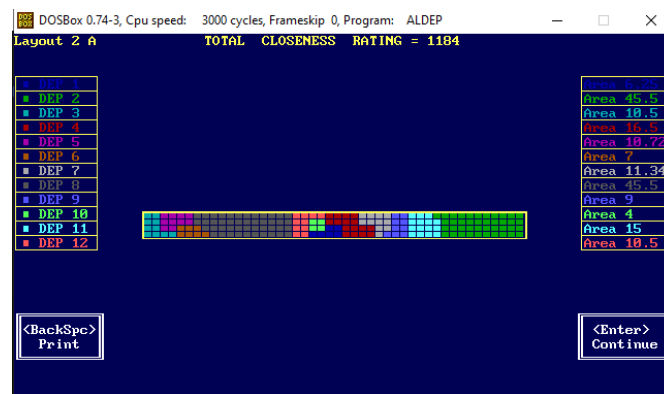 DOSBox 0.74-3, Cpu speed: 3000 cycles, Frameskip 0, Program: ALDEP
Layout 2 A TOTAL CLOSENESS RATING = 1184
DEP 1
DEP 2 Area 45.5
DEP 3 Area 10.5
DEP 4 Area 16.5
DEP 5 Area 10.72
DEP 6 Area 7
DEP 7 Area 11.34
DEP 8 Area 45.5
DEP 9 Area 9
DEP 10 Area 4
DEP 11 Area 15
DEP 12 Area 10.5
<BackSpc> <Enter>
Print Continue